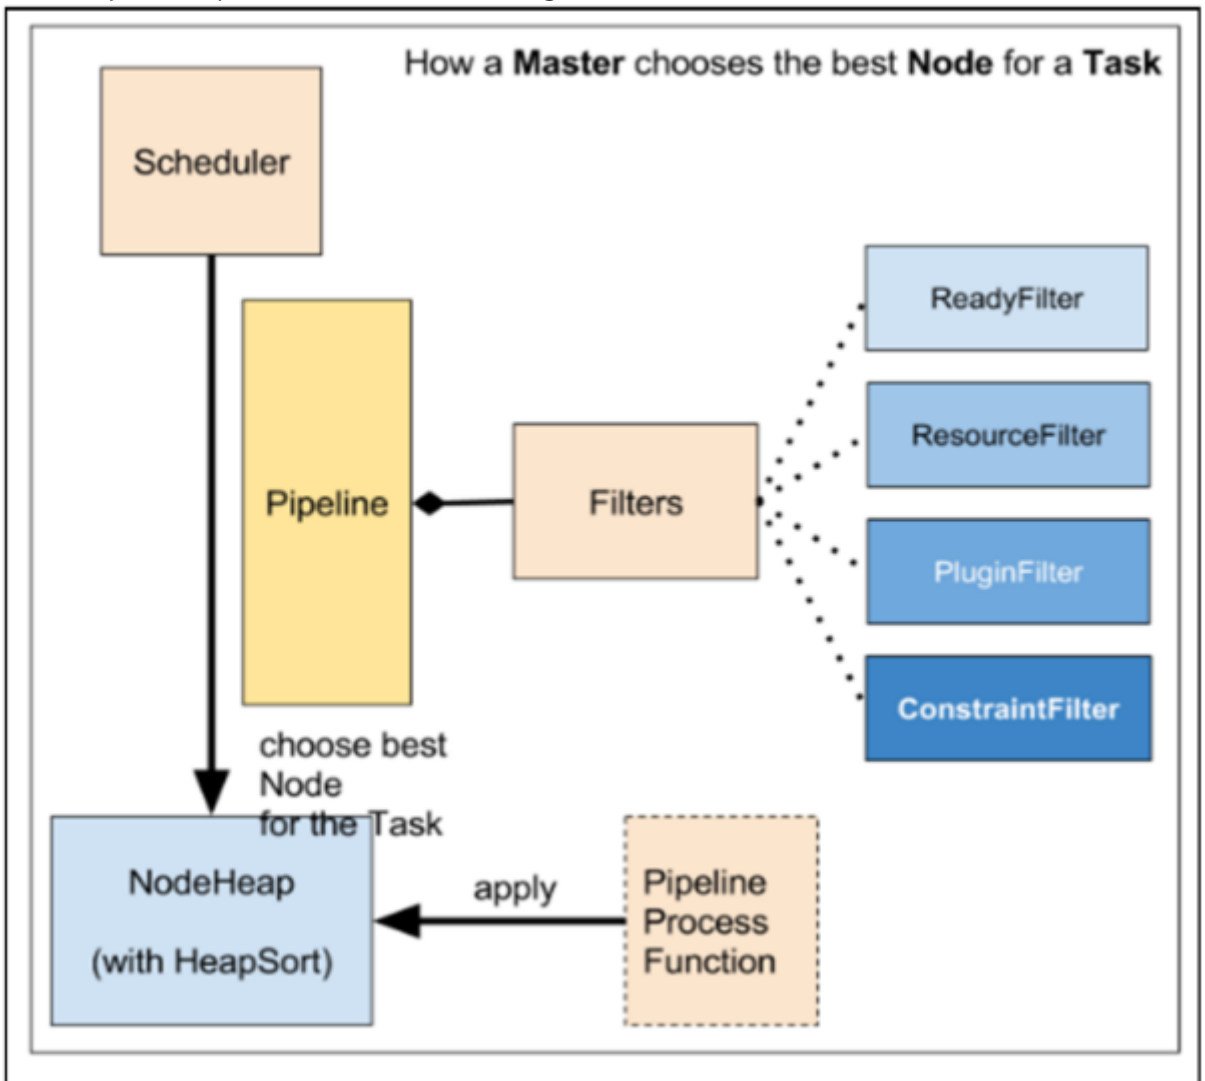 How a Master chooses the best Node for a Task
Scheduler
ReadyFilter
ResourceFilter
Pipeline
Filters
PluginFilter
ConstraintFilter
choose best
Node
for the Task
NodeHeap
(with HeapSort)
apply
Pipeline
Process
Function